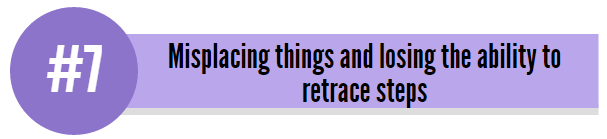 #7
Misplacing things and losing the ability to
retrace steps